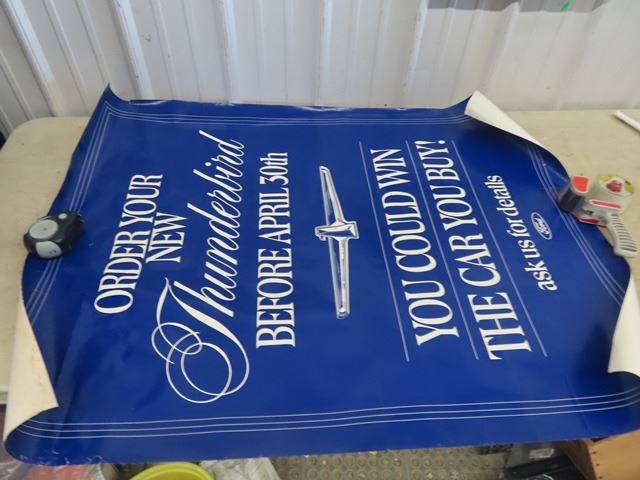 ORDER YOUR
NEW
Thunderbird
BEFORE APRIL 30th
YOU COULD WIN
THE CAR YOU BUY!
ask us for details
Ford